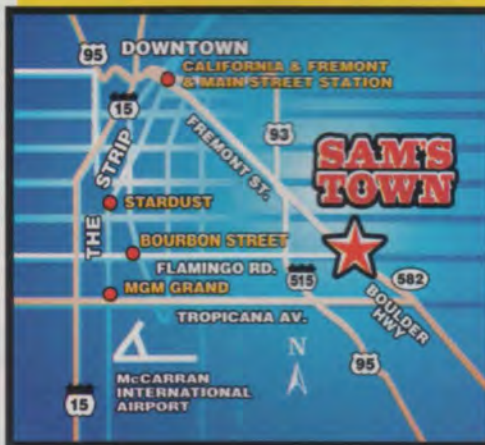 95
DOWNTOWN
CALIFORNIA & FREMONT
& MAIN STREET STATION
15
FREMONT ST.
93
SAM'S
TOWN
THE STRIP
STARDUST
BOURBON STREET
FLAMINGO RD.
515
582
MGM GRAND
BOULDER
HWY
TROPICANA AV.
N
95
McCARRAN
INTERNATIONAL
AIRPORT
15